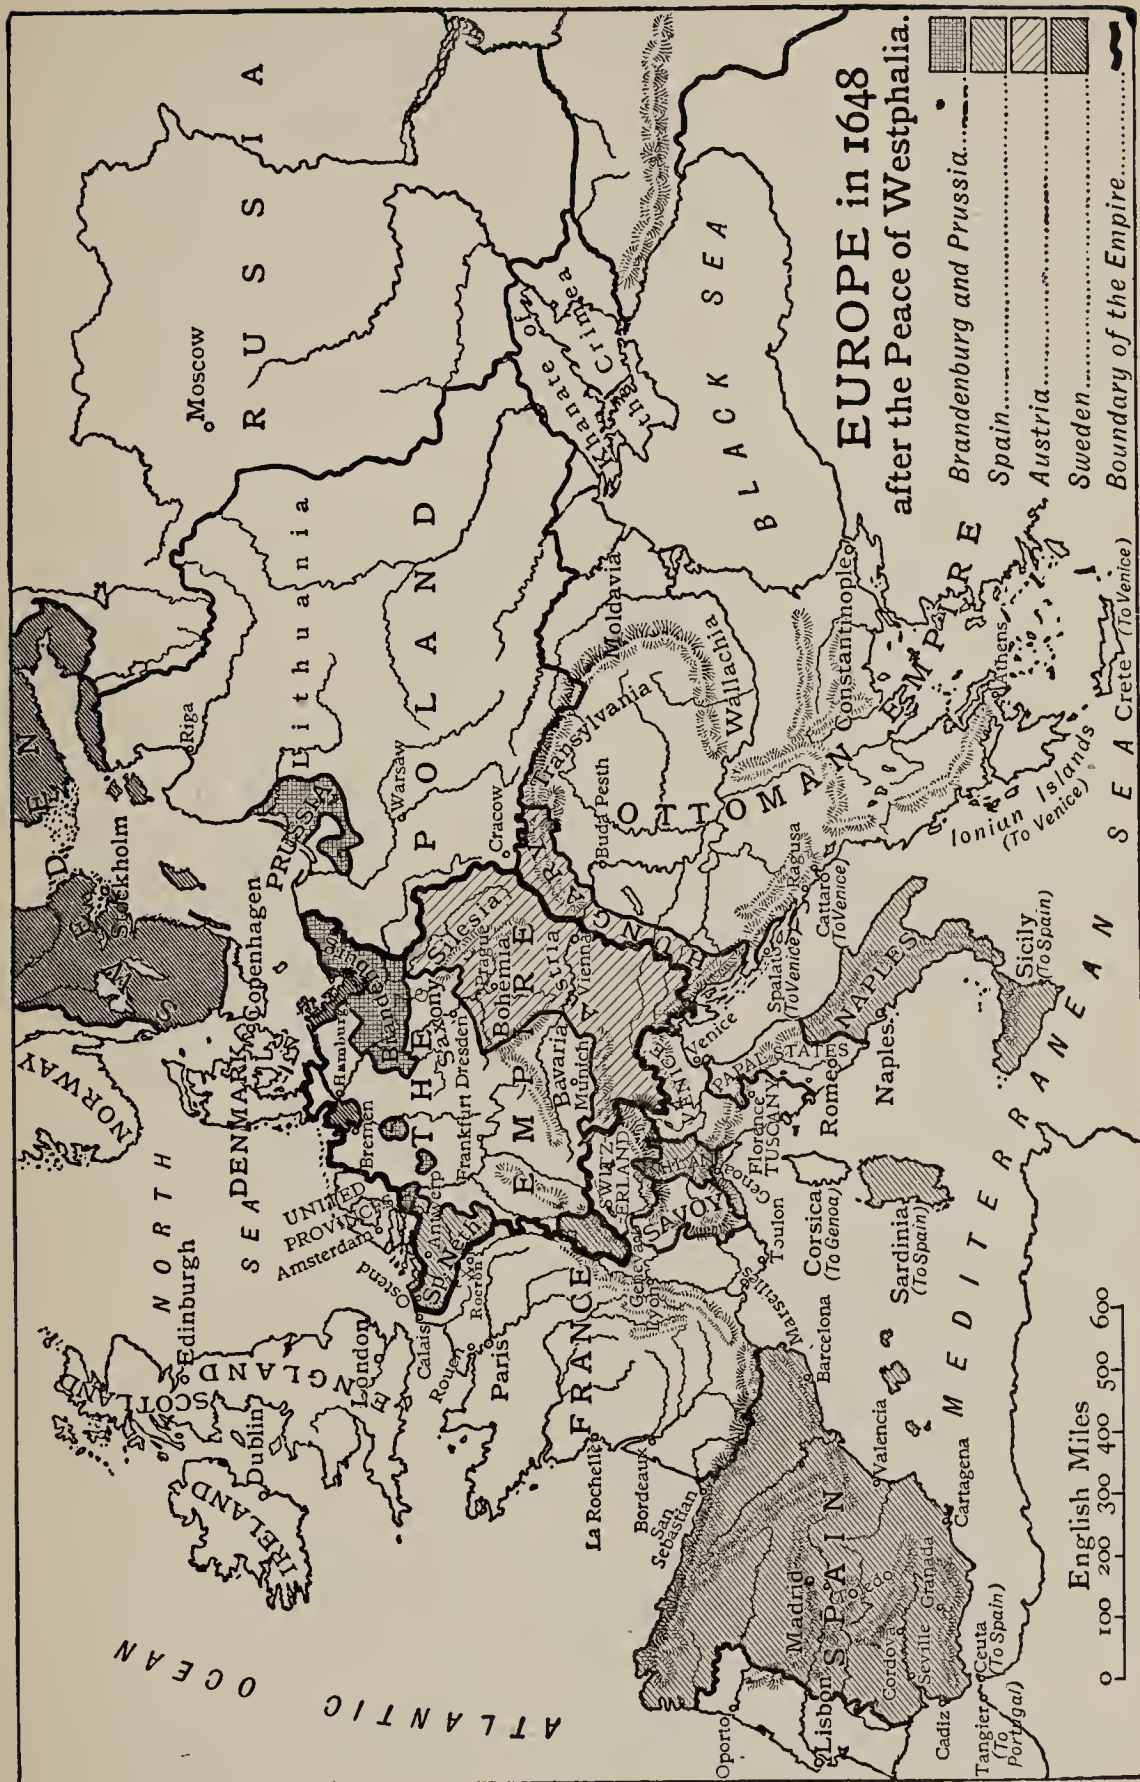 EUROPE in 1648
after the Peace of Westphalia.
Brandenburg and Prussia
Spain
Austria
Sweden
Boundary of the Empire
RUSSIA
Moscow
Lithuania
POLAND
Riga
Warsaw
Cracow
PRUSSIA
SWEDEN
Stockholm
NORWAY
DENMARK
Copenhagen
NORTH
SEA
SCOTLAND
Edinburgh
ENGLAND
London
IRELAND
Dublin
ATLANTIC
OCEAN
UNITED
PROVINCES
Amsterdam
Ostend
Antwerp
Sp. Neth.
Calais
Rocroi
Rouen
Paris
FRANCE
La Rochelle
Bordeaux
Lyons
Geneva
Marseilles
Toulon
THE
EMPIRE
Hamburg
Bremen
Brandenburg
Saxony
Dresden
Frankfurt
Silesia
Prague
Bohemia
Bavaria
Munich
Vienna
SWITZ-
ERLAND
SAVOY
MILAN
Genoa
Genoa
VENICE
Venice
Florence
TUSCANY
PAPAL
STATES
Rome
NAPLES
Naples
Corsica
(To Genoa)
Sardinia
(To Spain)
Sicily
(To Spain)
HUNGARY
Buda Pesth
Transylvania
Moldavia
Wallachia
Khanate of
the Crimea
BLACK SEA
OTTOMAN
EMPIRE
Constantinople
Athens
Ragusa
Cattaro
(To Venice)
Spalato
(To Venice)
Ionian Islands
(To Venice)
Crete (To Venice)
MEDITERRANEAN SEA
San
Sebastian
Barcelona
Valencia
Cartagena
SPAIN
Madrid
Toledo
Cordova
Seville
Granada
Cadiz
Oporto
Lisbon
Tangier
(To
Portugal)
Ceuta
(To Spain)
English Miles
0 100 200 300 400 500 600